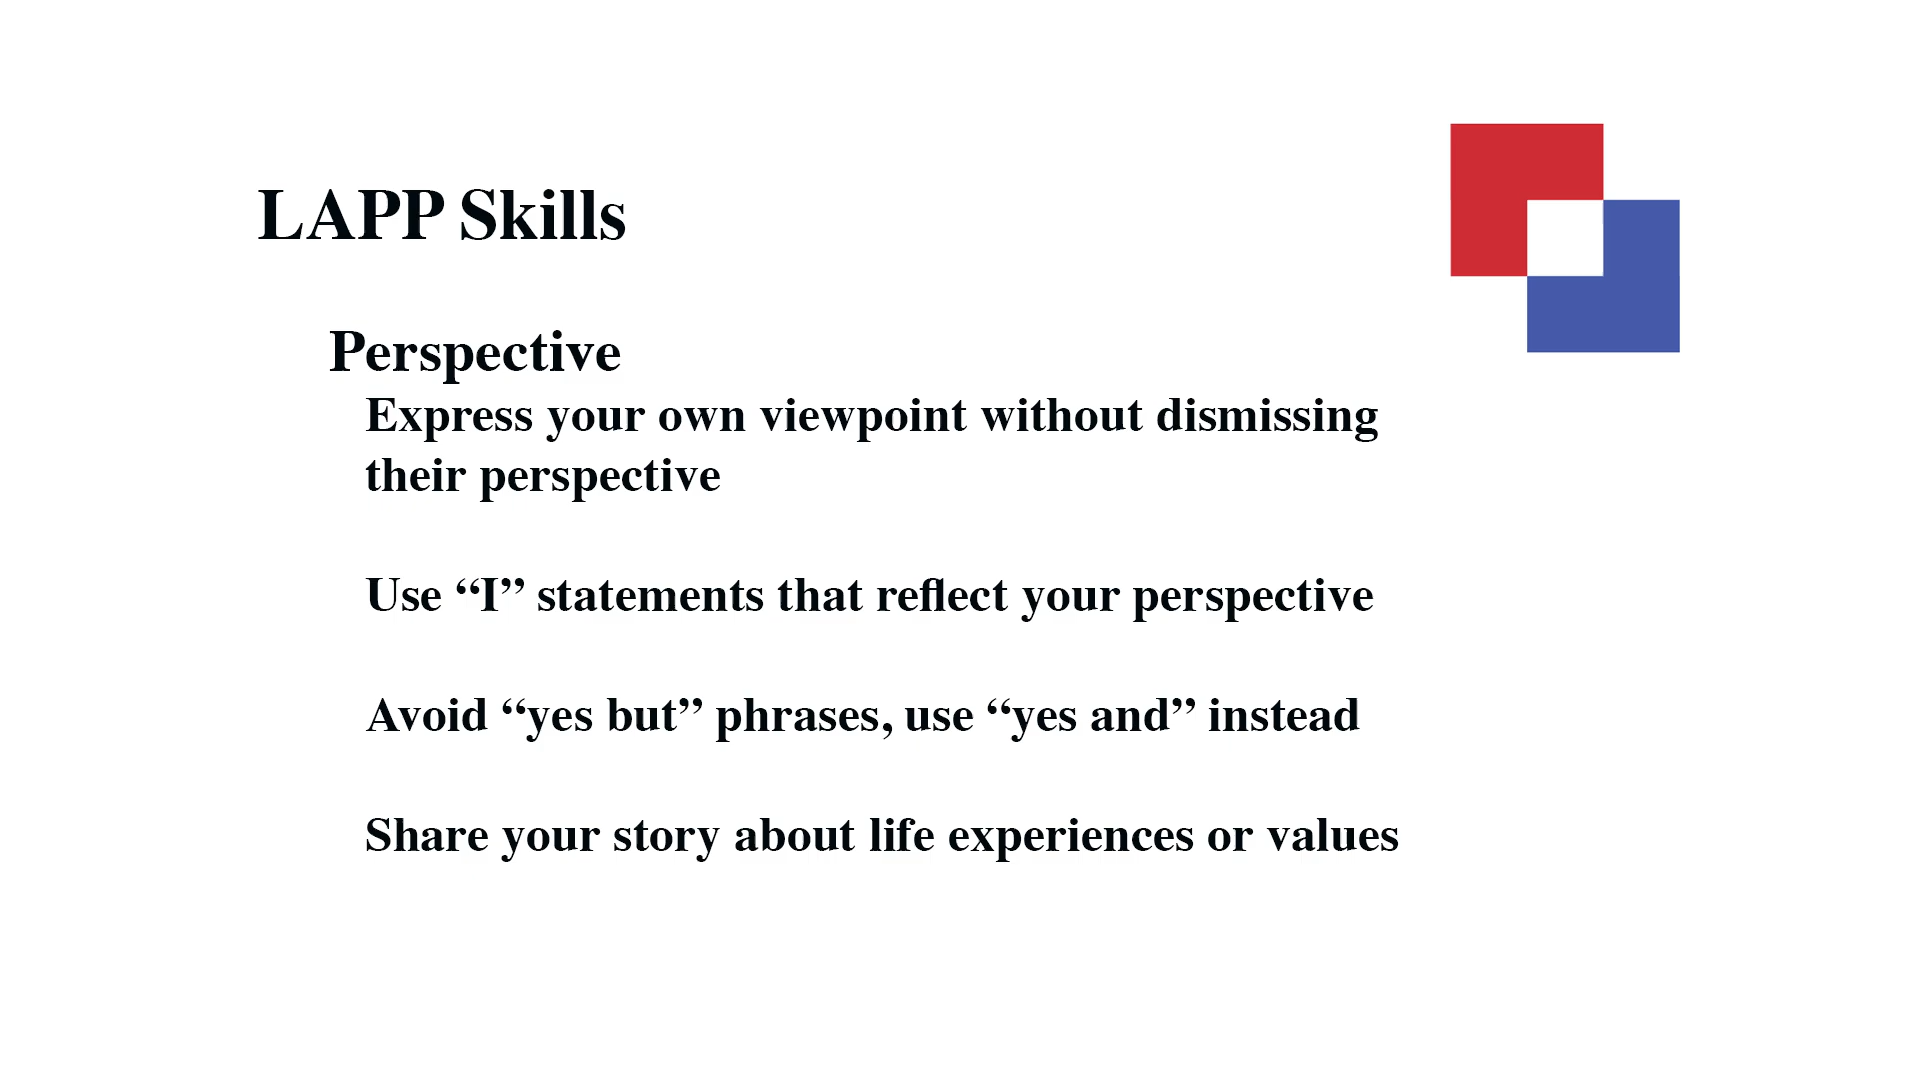 LAPP Skills
Perspective
Express your own viewpoint without dismissing
their perspective
Use “I” statements that reflect your perspective
Avoid “yes but” phrases, use “yes and” instead
Share your story about life experiences or values